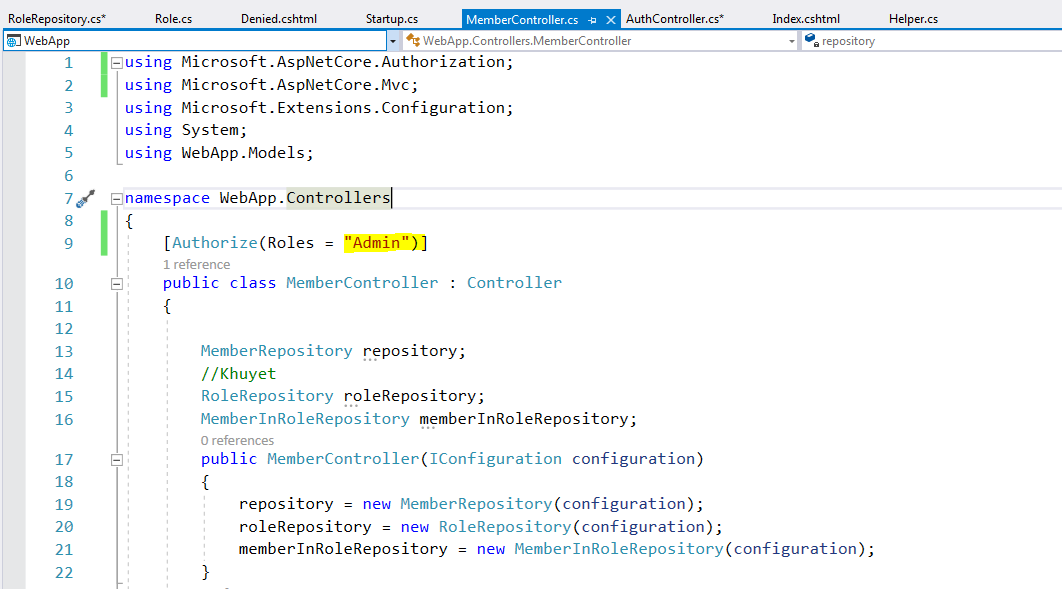 RoleRepository.cs* Role.cs Denied.cshtml Startup.cs MemberController.cs AuthController.cs* Index.cshtml Helper.cs
WebApp WebApp.Controllers.MemberController repository
1 using Microsoft.AspNetCore.Authorization;
2 using Microsoft.AspNetCore.Mvc;
3 using Microsoft.Extensions.Configuration;
4 using System;
5 using WebApp.Models;
6
7 namespace WebApp.Controllers
8 {
9 [Authorize(Roles = "Admin")]
1 reference
10 public class MemberController : Controller
11 {
12
13 MemberRepository repository;
14 //Khuyet
15 RoleRepository roleRepository;
16 MemberInRoleRepository memberInRoleRepository;
0 references
17 public MemberController(IConfiguration configuration)
18 {
19 repository = new MemberRepository(configuration);
20 roleRepository = new RoleRepository(configuration);
21 memberInRoleRepository = new MemberInRoleRepository(configuration);
22 }